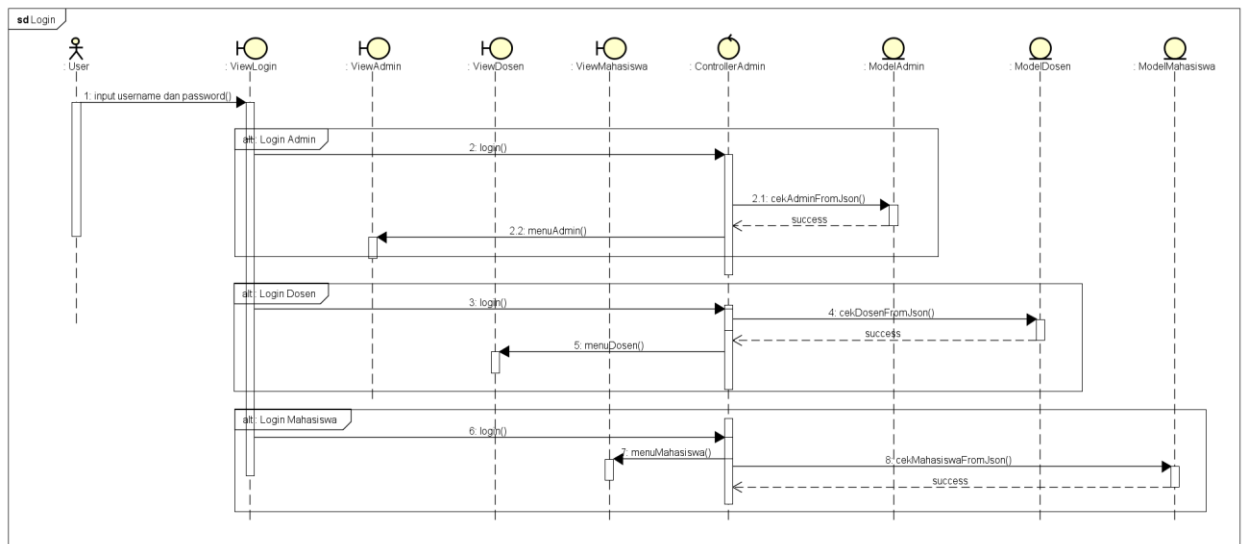 sd Login
: User
: ViewLogin
: ViewAdmin
: ViewDosen
: ViewMahasiswa
: ControllerAdmin
: ModelAdmin
: ModelDosen
: ModelMahasiswa
1: input username dan password()
alt : Login Admin
2: login()
2.1: cekAdminFromJson()
success
2.2: menuAdmin()
alt : Login Dosen
3: login()
4: cekDosenFromJson()
success
5: menuDosen()
alt : Login Mahasiswa
6: login()
7: menuMahasiswa()
8: cekMahasiswaFromJson()
success